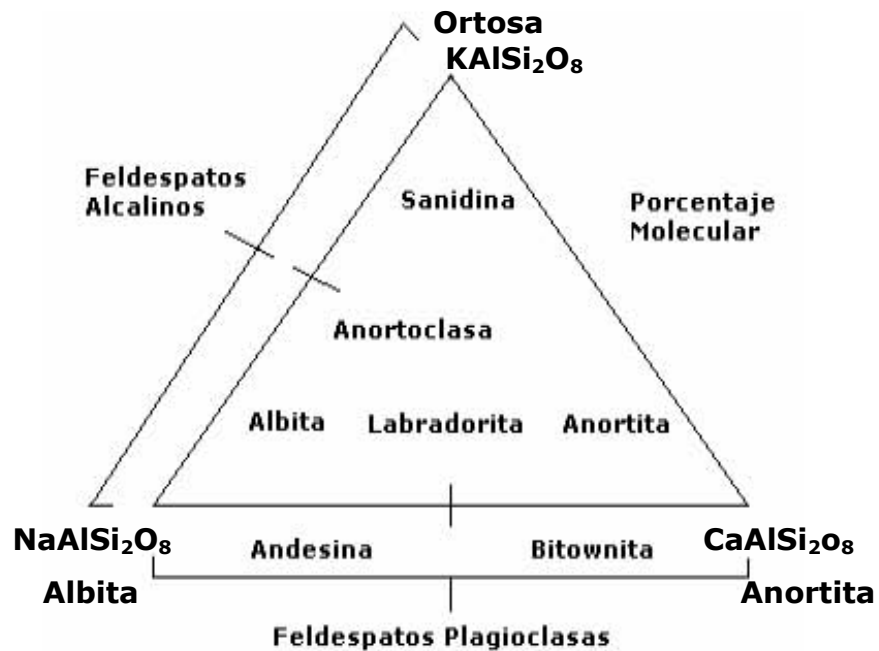 Ortosa
KAlSi₂O₈
Feldespatos
Alcalinos
Sanidina
Porcentaje
Molecular
Anortoclasa
Albita Labradorita Anortita
NaAlSi₂O₈ Andesina Bitownita CaAlSi₂o₈
Albita Anortita
Feldespatos Plagioclasas